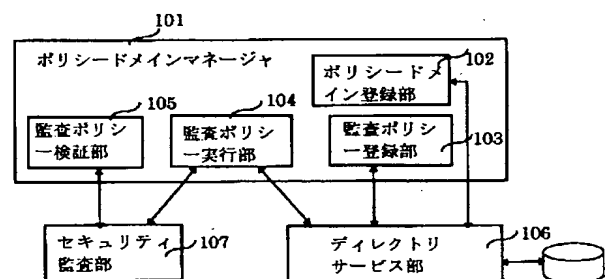 101
ポリシードメインマネージャ
102
ポリシードメ
イン登録部
105
監査ポリシ
ー検証部
104
監査ポリシ
ー実行部
監査ポリシ
ー登録部
103
セキュリティ
監査部
107
ディレクトリ
サービス部
106